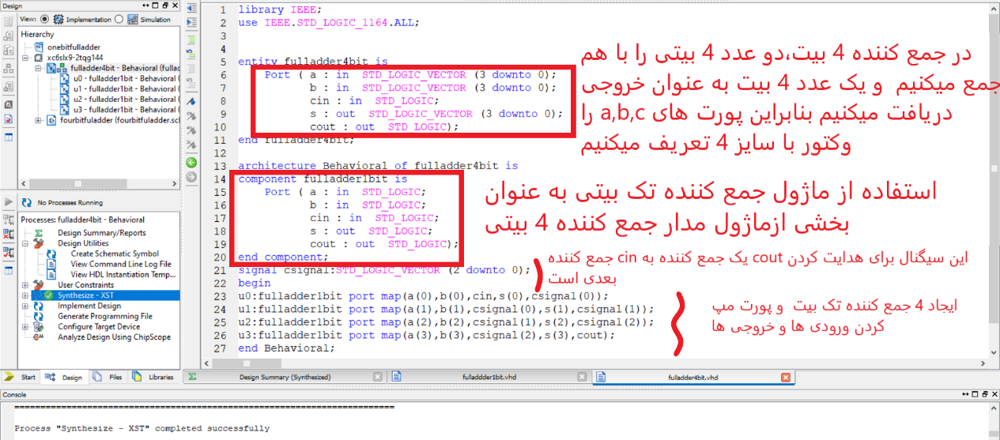 Design
View:
Implementation
Simulation
Hierarchy
onebitfulladder
xc6slx9-2tqg144
fulladder4bit - Behavioral (fullad
u0 - fulladder1bit - Behavioral (
u1 - fulladder1bit - Behavioral (
u2 - fulladder1bit - Behavioral (
u3 - fulladder1bit - Behavioral (
fourbitfuladder (fourbitfuladder.scl
No Processes Running
Processes: fulladder4bit - Behavioral
Design Summary/Reports
Design Utilities
Create Schematic Symbol
View Command Line Log File
View HDL Instantiation Temp...
User Constraints
Synthesize - XST
Implement Design
Generate Programming File
Configure Target Device
Analyze Design Using ChipScope
Start
Design
Files
Libraries
1 library IEEE;
2 use IEEE.STD_LOGIC_1164.ALL;
3
4
5 entity fulladder4bit is
6 Port ( a : in STD_LOGIC_VECTOR (3 downto 0);
7 b : in STD_LOGIC_VECTOR (3 downto 0);
8 cin : in STD_LOGIC;
9 s : out STD_LOGIC_VECTOR (3 downto 0);
10 cout : out STD_LOGIC);
11 end fulladder4bit;
12
13 architecture Behavioral of fulladder4bit is
14 component fulladder1bit is
15 Port ( a : in STD_LOGIC;
16 b : in STD_LOGIC;
17 cin : in STD_LOGIC;
18 s : out STD_LOGIC;
19 cout : out STD_LOGIC);
20 end component;
21 signal csignal:STD_LOGIC_VECTOR (2 downto 0);
22 begin
23 u0:fulladder1bit port map(a(0),b(0),cin,s(0),csignal(0));
24 u1:fulladder1bit port map(a(1),b(1),csignal(0),s(1),csignal(1));
25 u2:fulladder1bit port map(a(2),b(2),csignal(1),s(2),csignal(2));
26 u3:fulladder1bit port map(a(3),b(3),csignal(2),s(3),cout);
27 end Behavioral;
در جمع کننده 4 بیت،دو عدد 4 بیتی را با هم
جمع میکنیم و یک عدد 4 بیت به عنوان خروجی
دریافت میکنیم بنابراین پورت های a,b,c را
وکتور با سایز 4 تعریف میکنیم
استفاده از ماژول جمع کننده تک بیتی به عنوان
بخشی ازماژول مدار جمع کننده 4 بیتی
این سیگنال برای هدایت کردن cout یک جمع کننده به cin جمع کننده
بعدی است
ایجاد 4 جمع کننده تک بیت و پورت مپ
کردن ورودی ها و خروجی ها
Design Summary (Synthesized)
fulladdder1bit.vhd
fulladder4bit.vhd
Console
=========================================================================
Process "Synthesize - XST" completed successfully